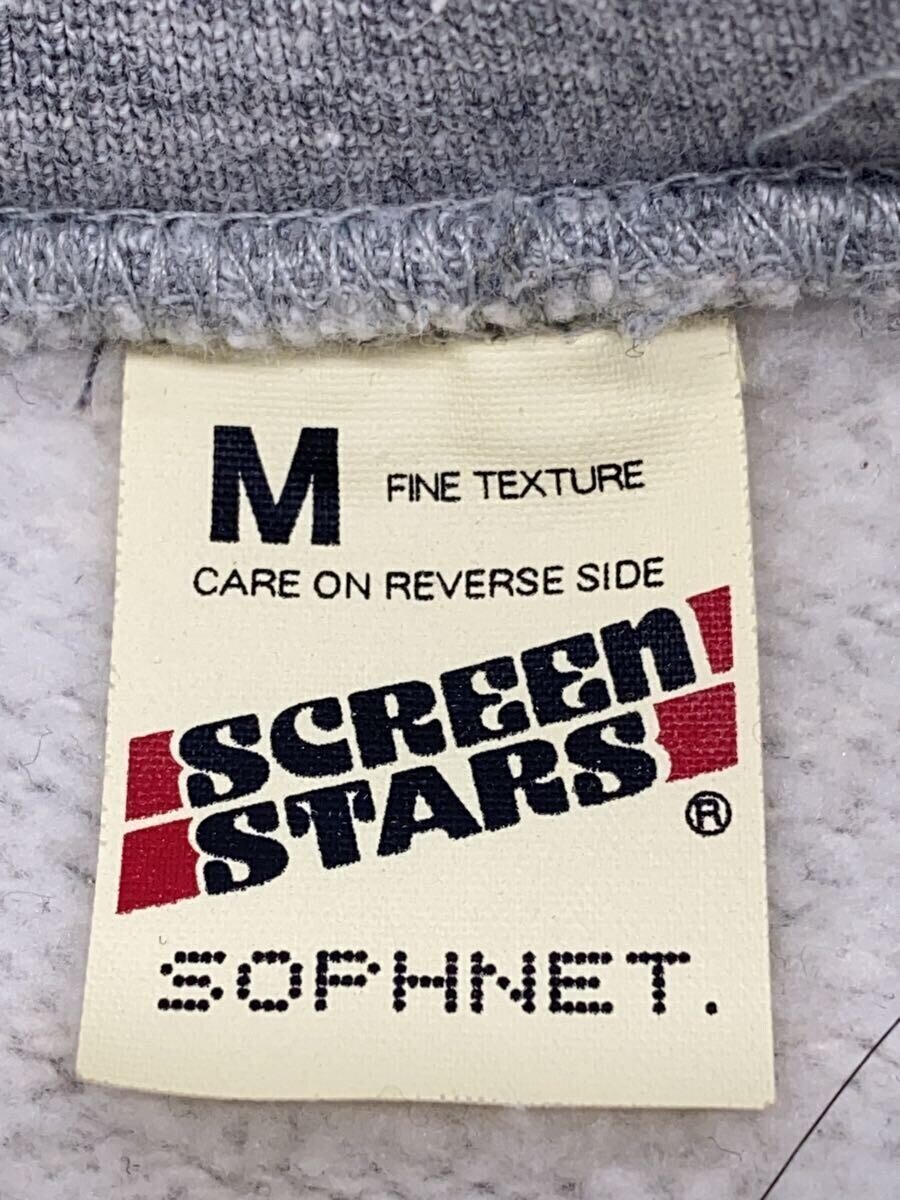 M FINE TEXTURE
CARE ON REVERSE SIDE
SCREEN
STARS ®
SOPHNET.